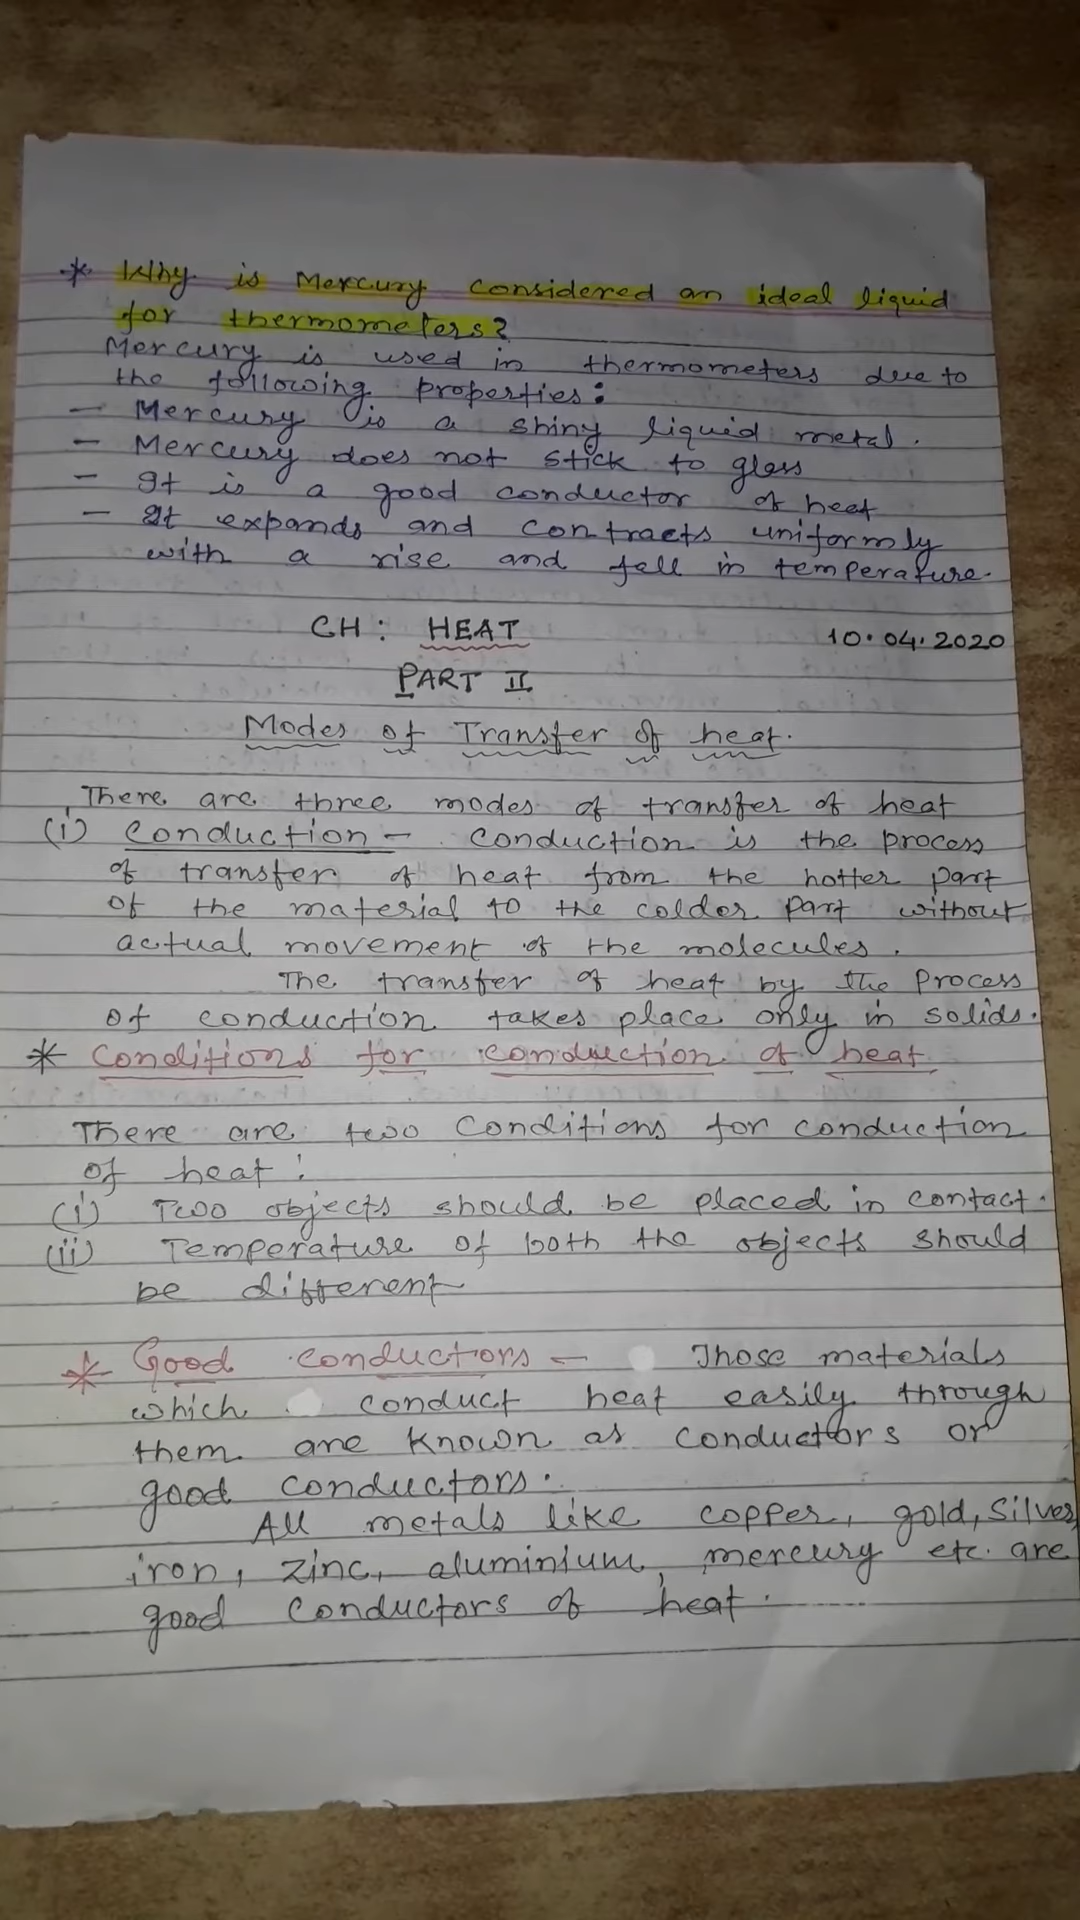 * Why is Mercury considered an ideal liquid
for thermometers?
Mercury is used in thermometers due to
the following properties:
- Mercury is a shiny liquid metal.
- Mercury does not stick to glass
- It is a good conductor of heat
- It expands and contracts uniformly
with a rise and fall in temperature.
CH: HEAT 10.04.2020
PART II
Modes of Transfer of heat.
There are three modes of transfer of heat
(i) Conduction - conduction is the process
of transfer of heat from the hotter part
of the material to the colder part without
actual movement of the molecules.
The transfer of heat by the process
of conduction takes place only in solids.
* Conditions for conduction of heat
There are two conditions for conduction
of heat:
(i) Two objects should be placed in contact.
(ii) Temperature of both the objects should
be different
* Good conductors - Those materials
which conduct heat easily through
them are known as conductors or
good conductors.
All metals like copper, gold, silver,
iron, zinc, aluminium, mercury etc. are
good conductors of heat.